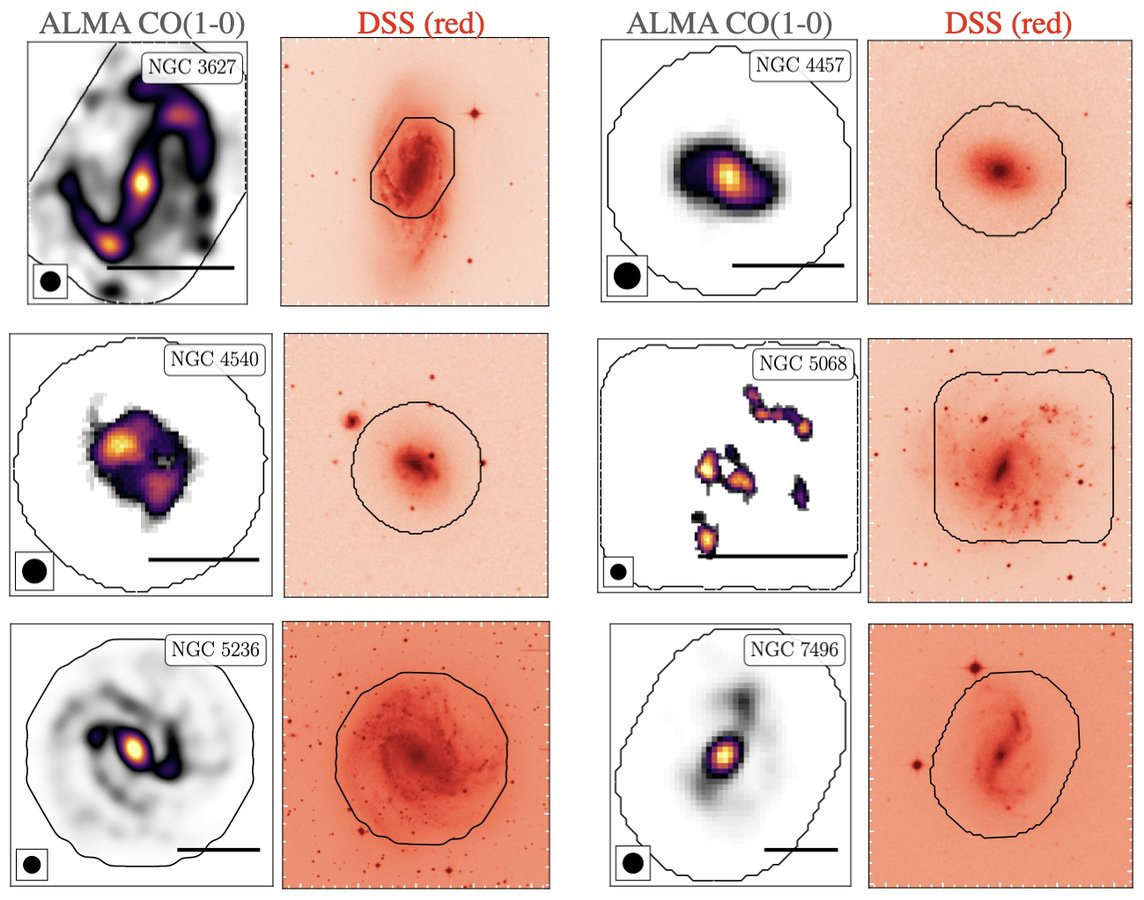 ALMA CO(1-0) DSS (red) ALMA CO(1-0) DSS (red)
NGC 3627 NGC 4457
NGC 4540 NGC 5068
NGC 5236 NGC 7496